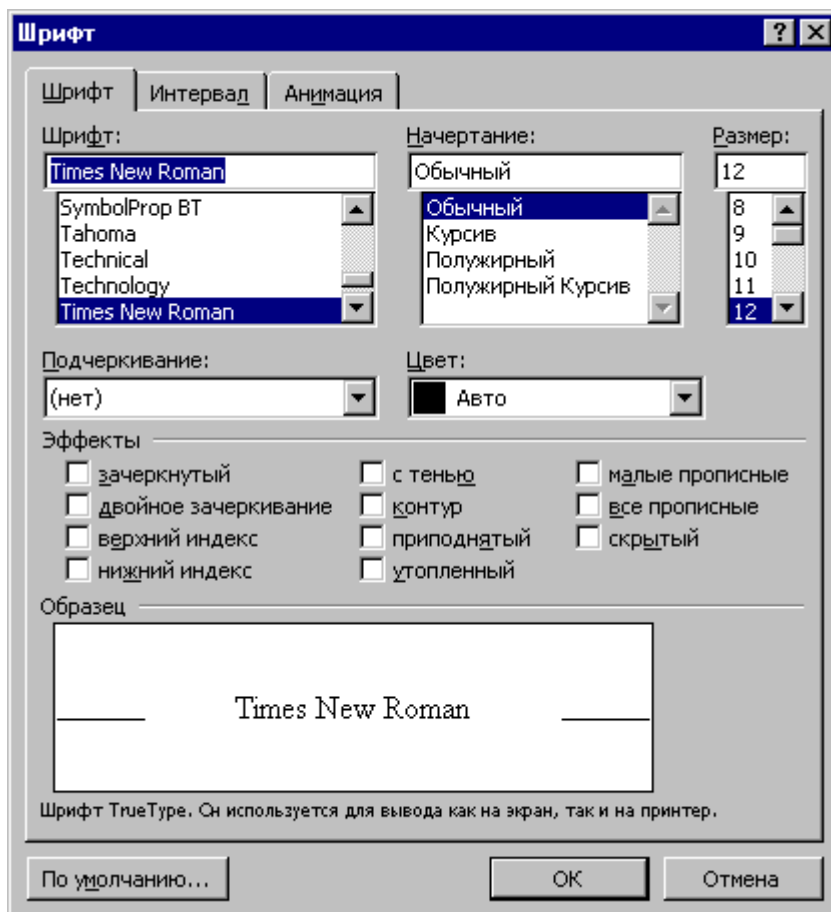 Шрифт
Шрифт Интервал Анимация
Шрифт: Начертание: Размер:
Times New Roman Обычный 12
SymbolProp BT Обычный 8
Tahoma Курсив 9
Technical Полужирный 10
Technology Полужирный Курсив 11
Times New Roman 12
Подчеркивание: Цвет:
(нет) Авто
Эффекты
зачеркнутый с тенью малые прописные
двойное зачеркивание контур все прописные
верхний индекс приподнятый скрытый
нижний индекс утопленный
Образец
Times New Roman
Шрифт TrueType. Он используется для вывода как на экран, так и на принтер.
По умолчанию... ОК Отмена